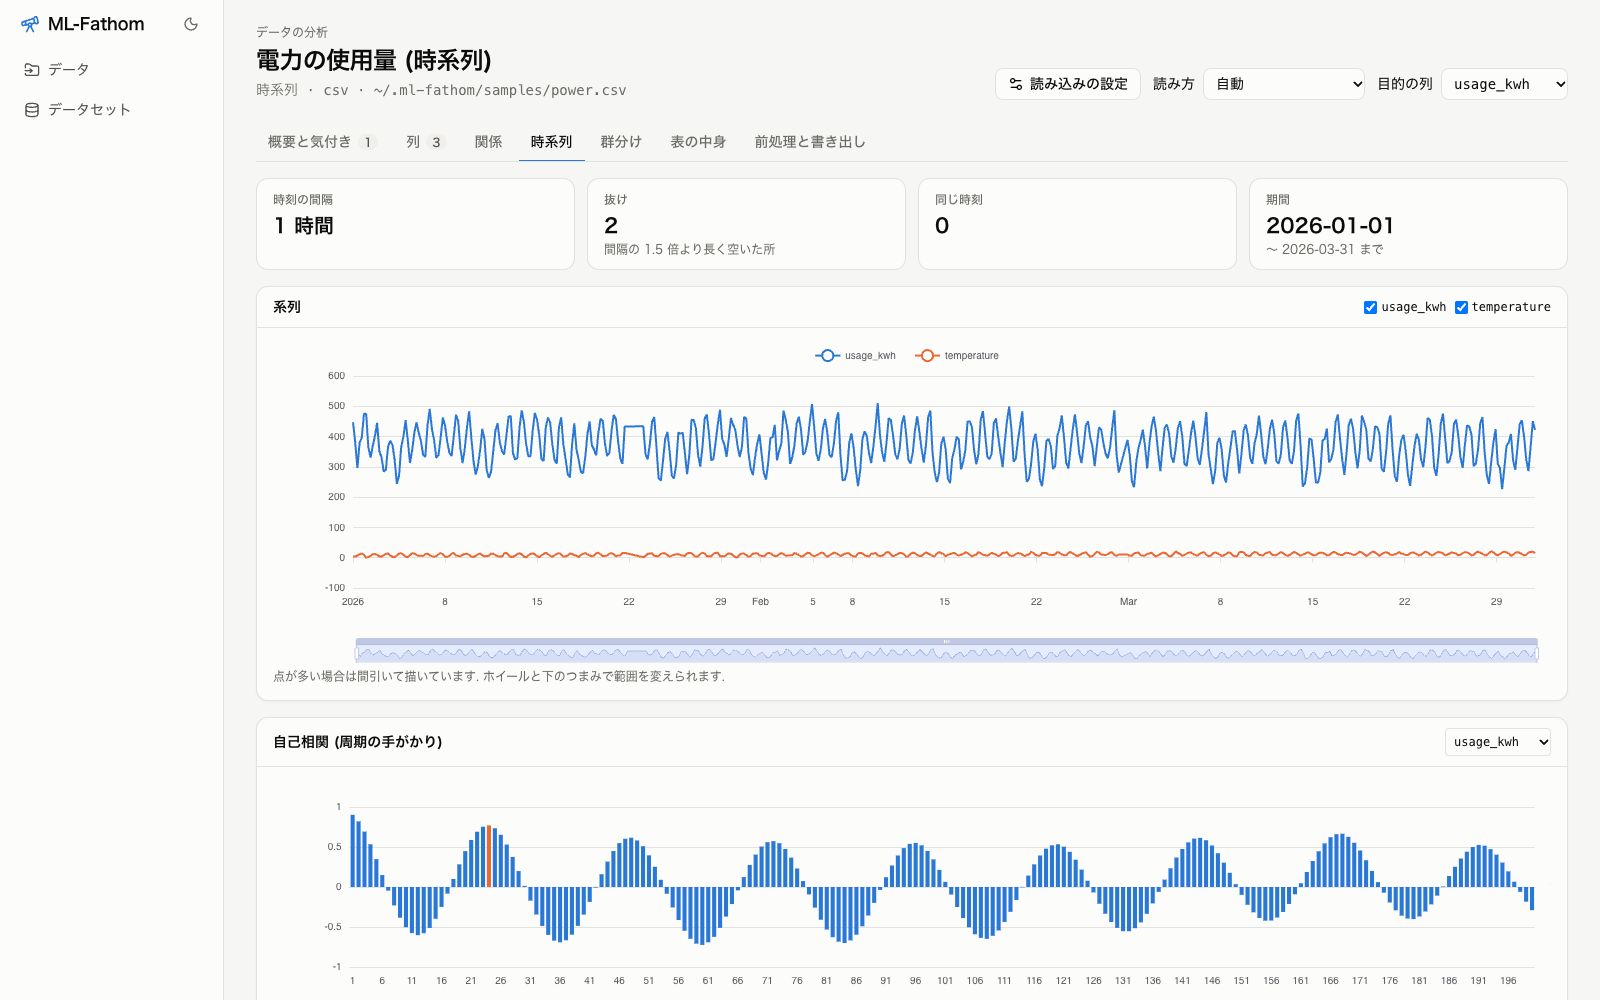 ML-Fathom
データ
データセット
データの分析
電力の使用量 (時系列)
時系列 · csv · ~/.ml-fathom/samples/power.csv
読み込みの設定 読み方 自動 目的の列 usage_kwh
概要と気付き 1 列 3 関係 時系列 群分け 表の中身 前処理と書き出し
時刻の間隔
1 時間
抜け
2
間隔の 1.5 倍より長く空いた所
同じ時刻
0
期間
2026-01-01
〜 2026-03-31 まで
系列 usage_kwh temperature
usage_kwh temperature
600
500
400
300
200
100
0
-100
2026 8 15 22 29 Feb 5 8 15 22 Mar 8 15 22 29
点が多い場合は間引いて描いています. ホイールと下のつまみで範囲を変えられます.
自己相関 (周期の手がかり) usage_kwh
1
0.5
0
-0.5
-1
1 6 11 16 21 26 31 36 41 46 51 56 61 66 71 76 81 86 91 96 101 106 111 116 121 126 131 136 141 146 151 156 161 166 171 176 181 186 191 196